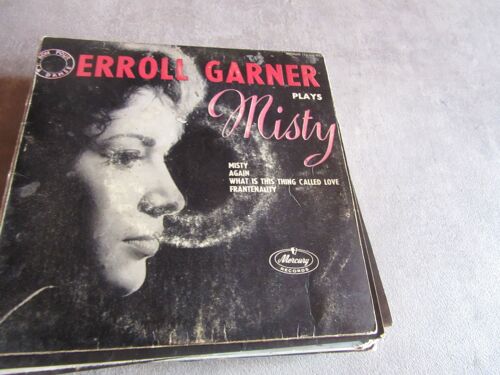 ERROLL GARNER
PLAYS
Misty
MISTY
AGAIN
WHAT IS THIS THING CALLED LOVE
FRANTENALITY
Mercury
RECORDS